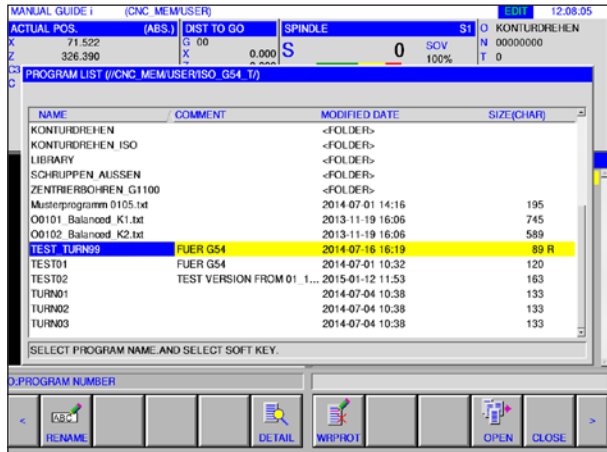 MANUAL GUIDE i (CNC_MEM/USER) EDIT 12:08:05
ACTUAL POS. (ABS.) DIST TO GO SPINDLE S1 O KONTURDREHEN
X 71.522 G 00 S 0 SOV N 00000000
Z 326.390 X 0.000 100% T 0
C3
PROGRAM LIST (//CNC_MEM/USER/ISO_G54_T/)
NAME COMMENT MODIFIED DATE SIZE(CHAR)
KONTURDREHEN <FOLDER>
KONTURDREHEN_ISO <FOLDER>
LIBRARY <FOLDER>
SCHRUPPEN_AUSSEN <FOLDER>
ZENTRIERBOHREN_G1100 <FOLDER>
Musterprogramm 0105.txt 2014-07-01 14:16 195
O0101_Balanced_K1.txt 2013-11-19 16:06 745
O0102_Balanced_K2.txt 2013-11-19 16:06 589
TEST_TURN99 FUER G54 2014-07-16 16:19 89 R
TEST01 FUER G54 2014-07-01 10:32 120
TEST02 TEST VERSION FROM 01_1... 2015-01-12 11:53 163
TURN01 2014-07-04 10:38 133
TURN02 2014-07-04 10:38 133
TURN03 2014-07-04 10:38 133
SELECT PROGRAM NAME.AND SELECT SOFT KEY.
O:PROGRAM NUMBER
< ABC >
RENAME DETAIL WRPROT OPEN CLOSE